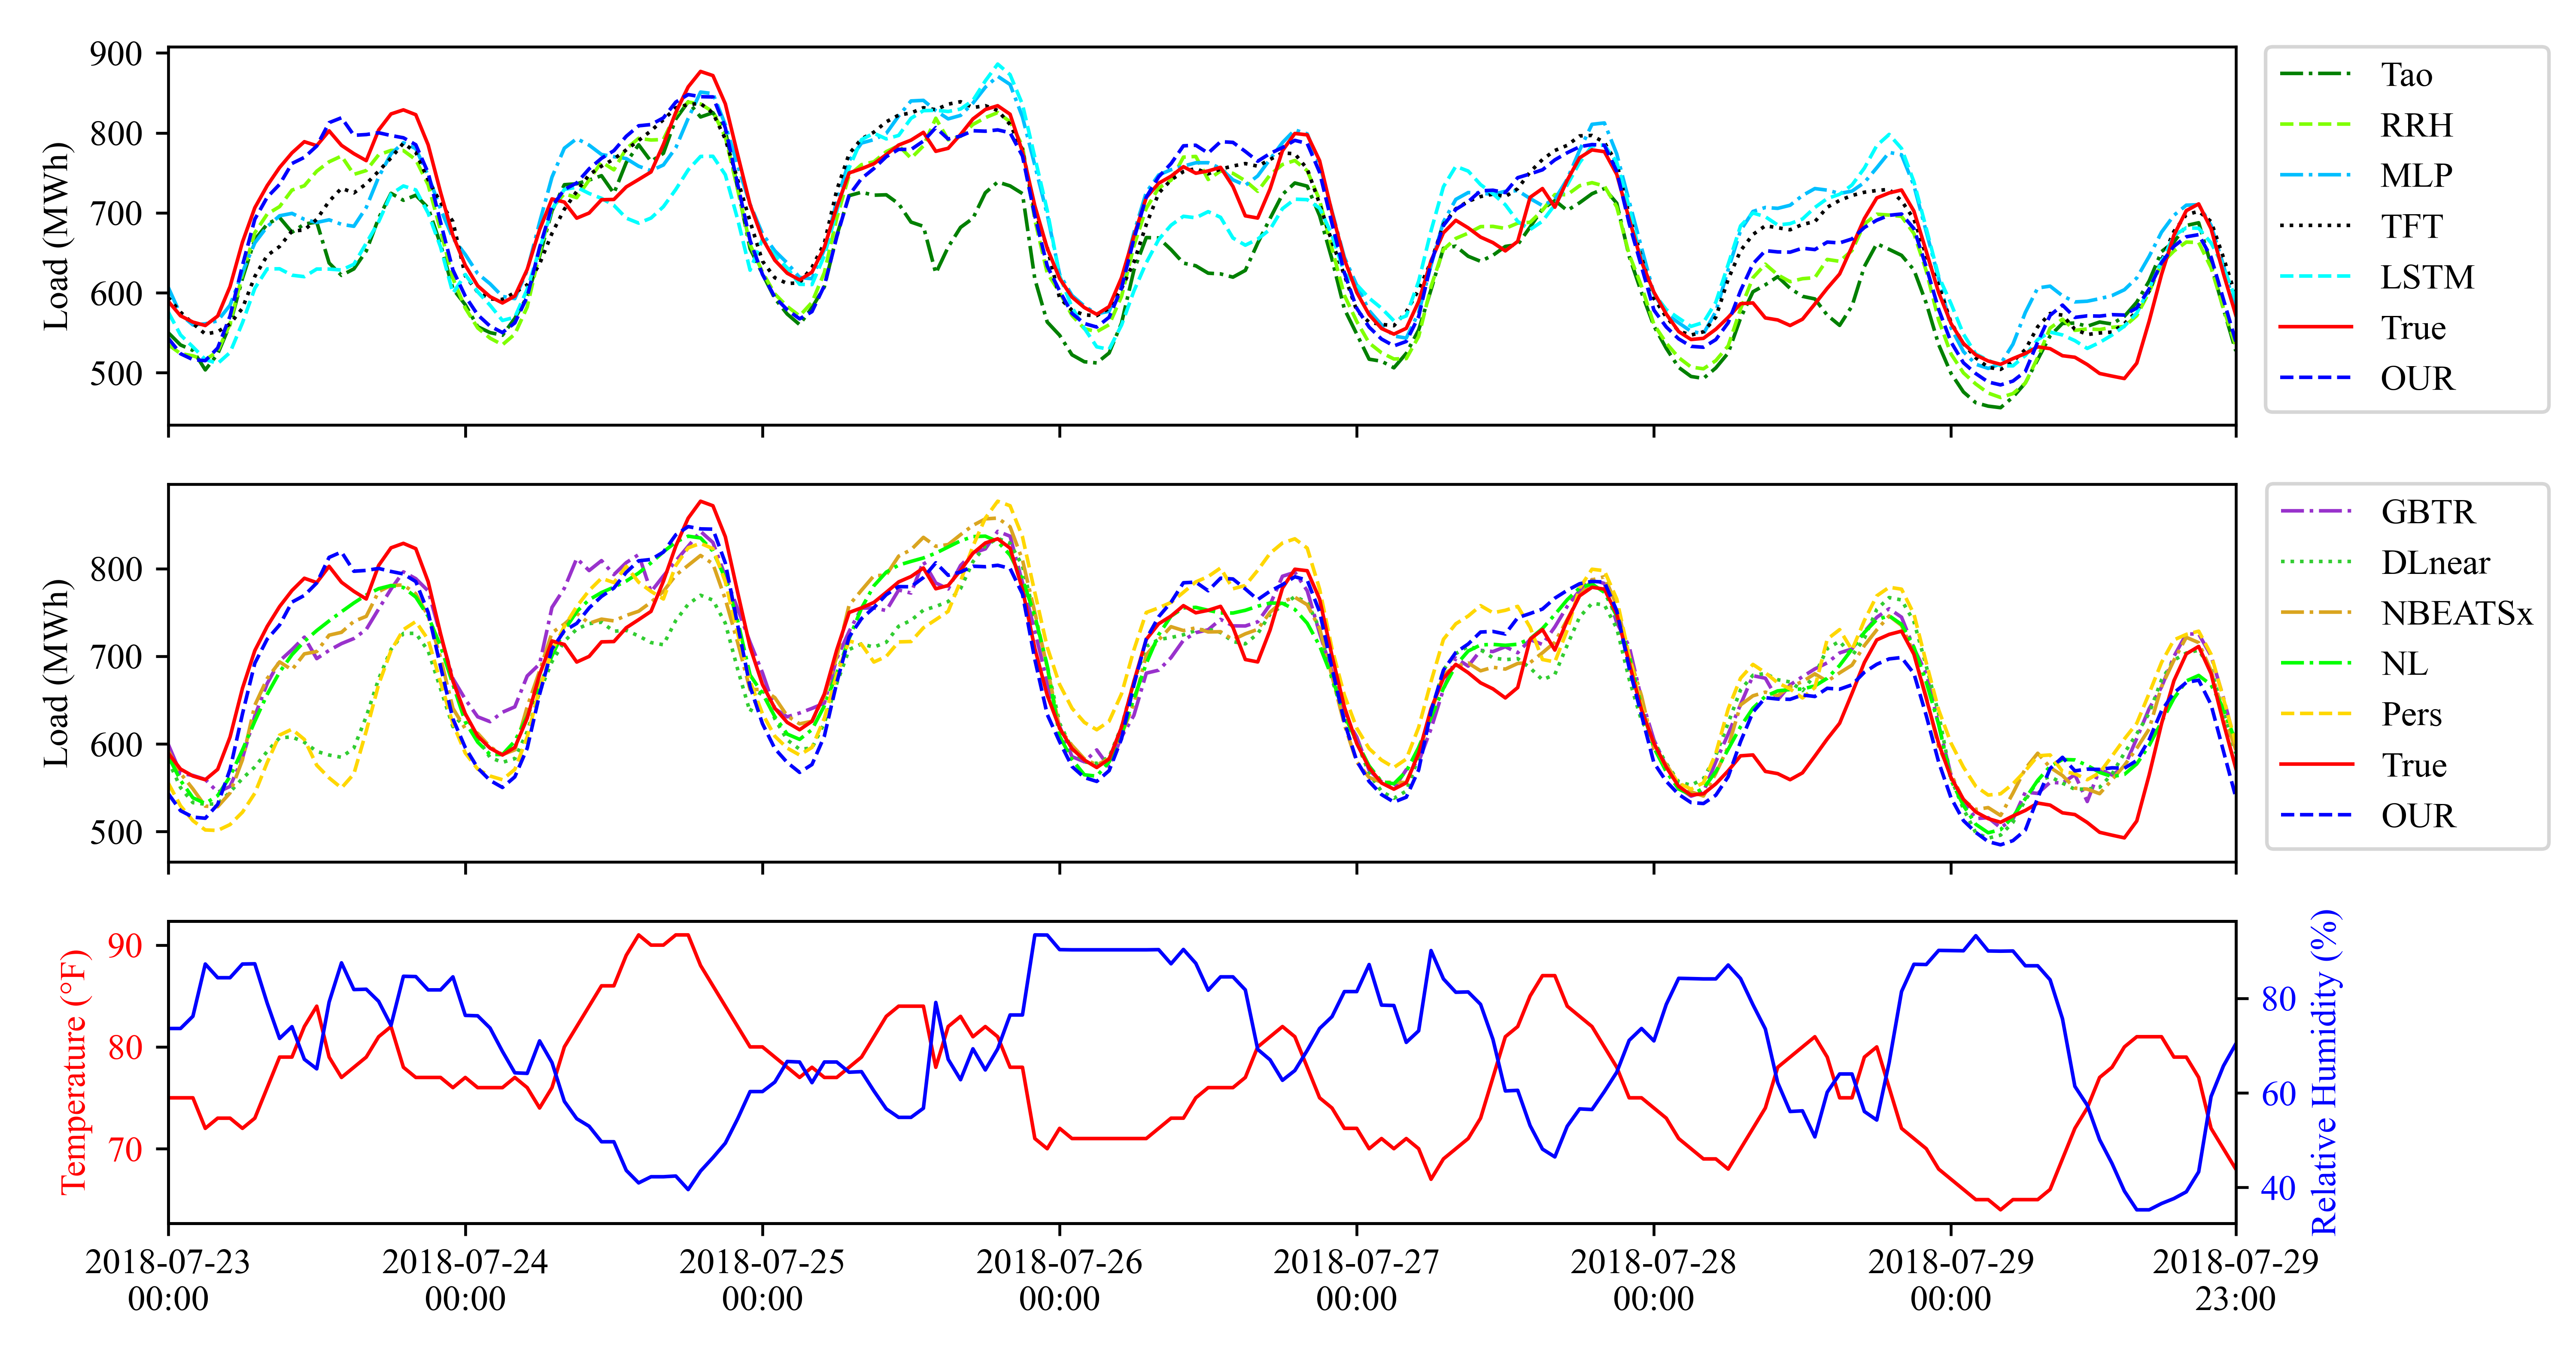 900
800
700
600
500
Load (MWh)
Tao
RRH
MLP
TFT
LSTM
True
OUR
800
700
600
500
Load (MWh)
GBTR
DLnear
NBEATSx
NL
Pers
True
OUR
90
80
70
Temperature (°F)
80
60
40
Relative Humidity (%)
2018-07-23 2018-07-24 2018-07-25 2018-07-26 2018-07-27 2018-07-28 2018-07-29 2018-07-29
00:00 00:00 00:00 00:00 00:00 00:00 00:00 23:00